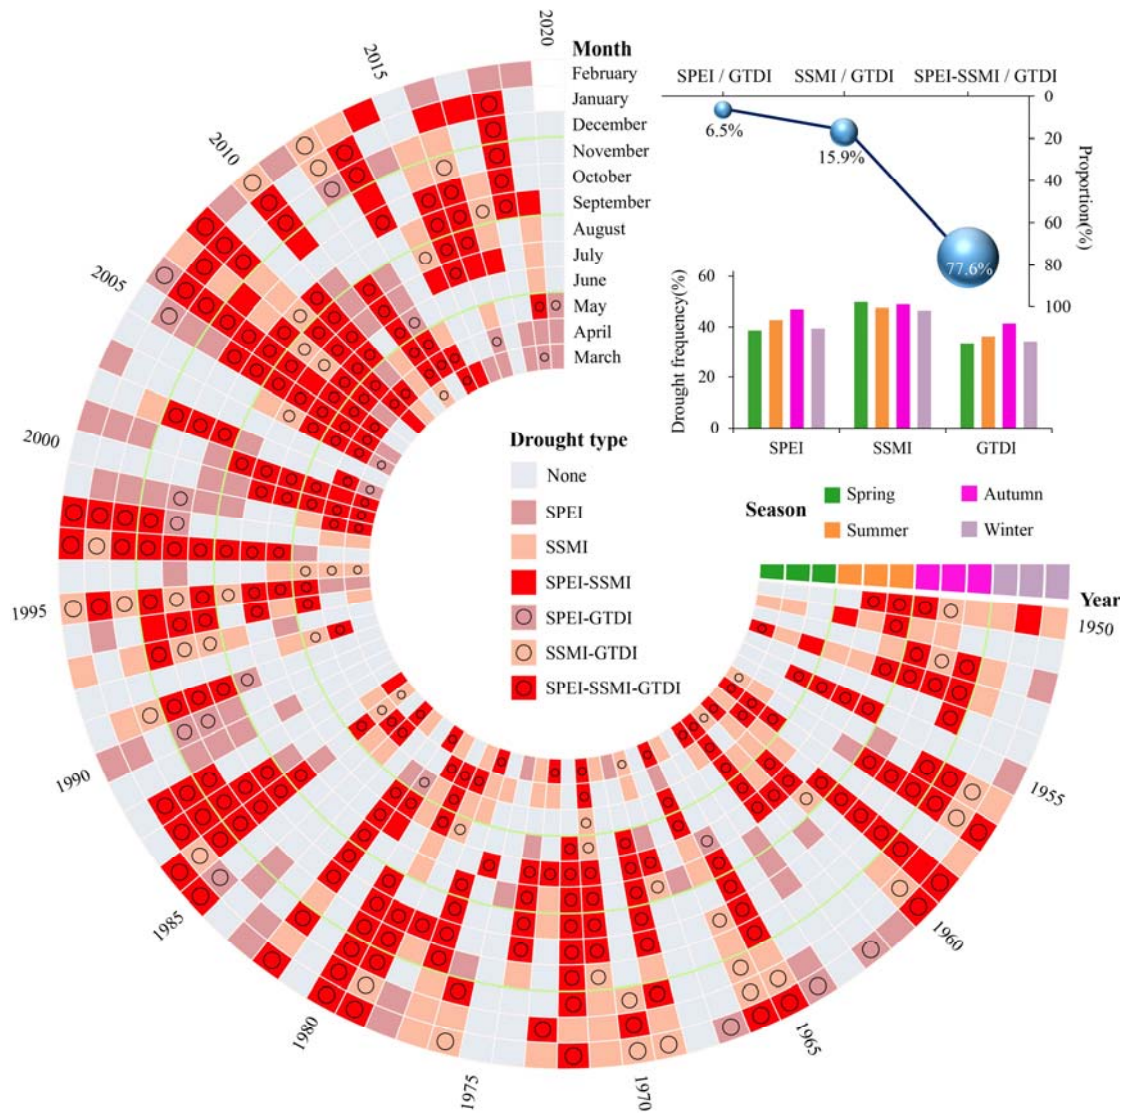 2020
2015
2010
2005
2000
1995
1990
1985
1980
1975
1970
1965
1960
1955
1950
Year
Month
February
January
December
November
October
September
August
July
June
May
April
March
SPEI / GTDI
SSMI / GTDI
SPEI-SSMI / GTDI
6.5%
15.9%
77.6%
0
20
40
60
80
100
Proportion(%)
Drought frequency(%)
60
40
20
0
SPEI
SSMI
GTDI
Season
Spring
Autumn
Summer
Winter
Drought type
None
SPEI
SSMI
SPEI-SSMI
SPEI-GTDI
SSMI-GTDI
SPEI-SSMI-GTDI